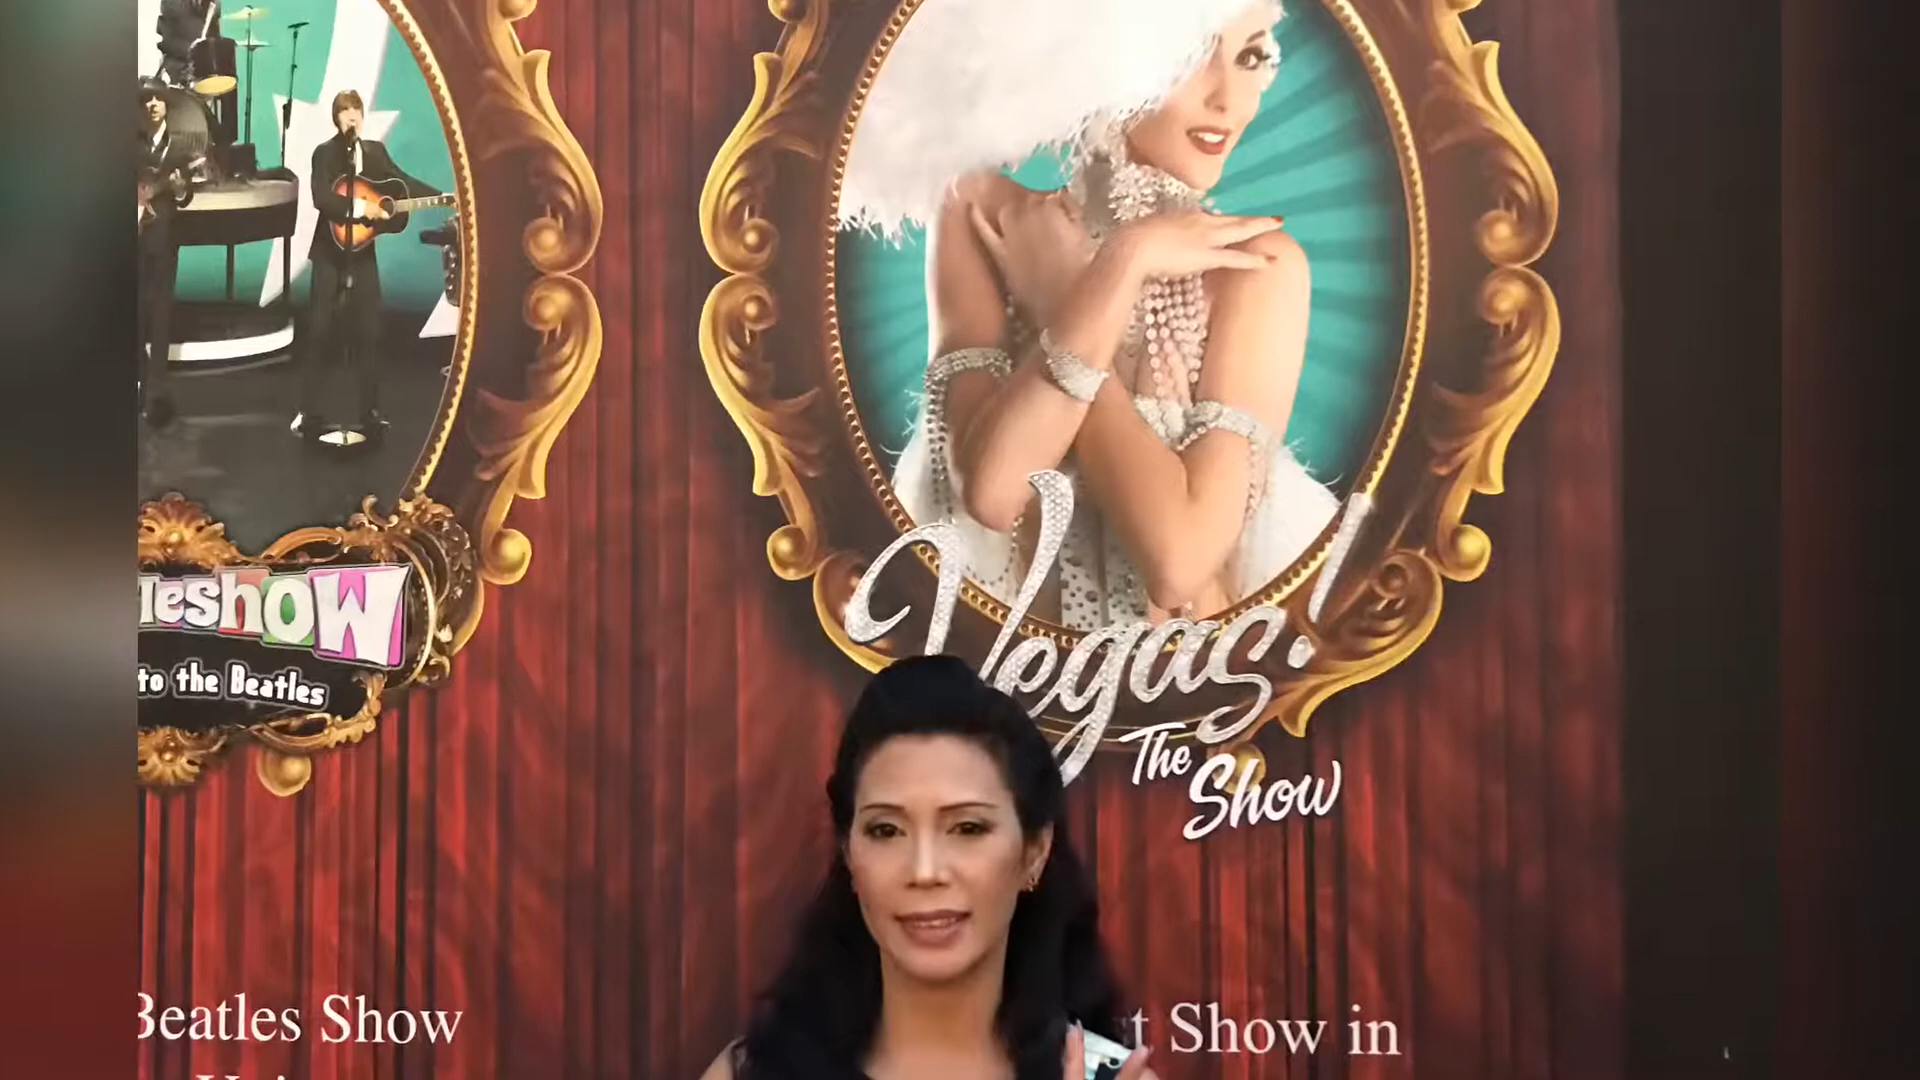 leshow
to the Beatles
Beatles Show
Vegas!
The
Show
t Show in